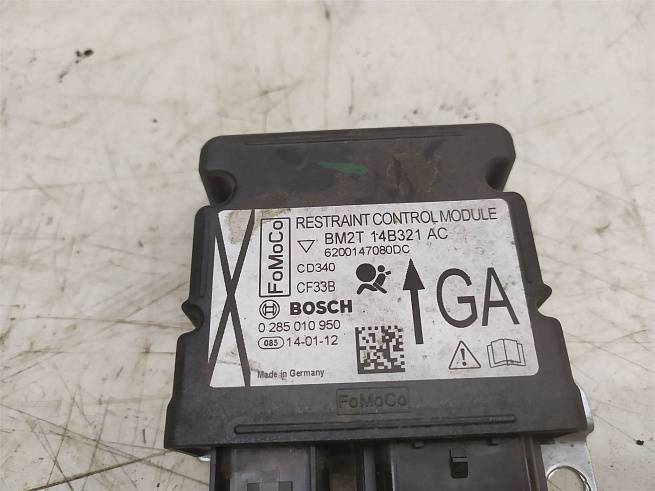 FoMoCo
RESTRAINT CONTROL MODULE
BM2T 14B321 AC
6200147080DC
CD340
CF33B
BOSCH
0 285 010 950
085 14-01-12
Made in Germany
GA
FoMoCo